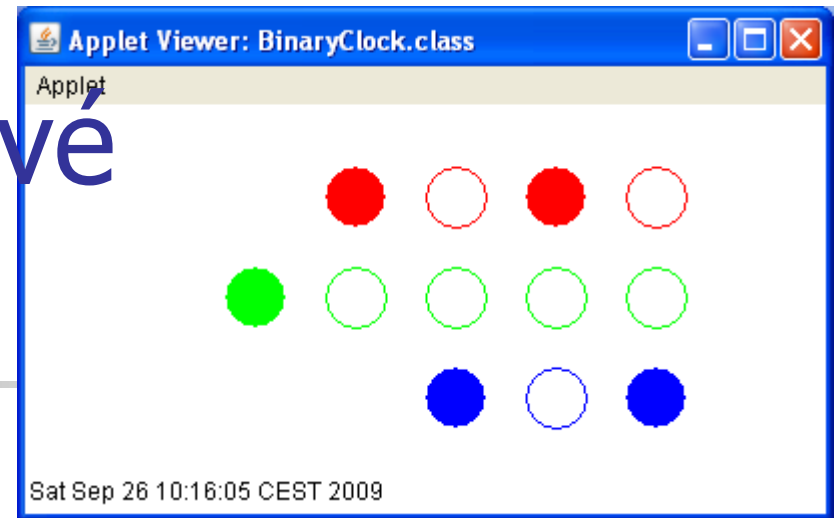 Applet Viewer: BinaryClock.class
Applet
vé
Sat Sep 26 10:16:05 CEST 2009